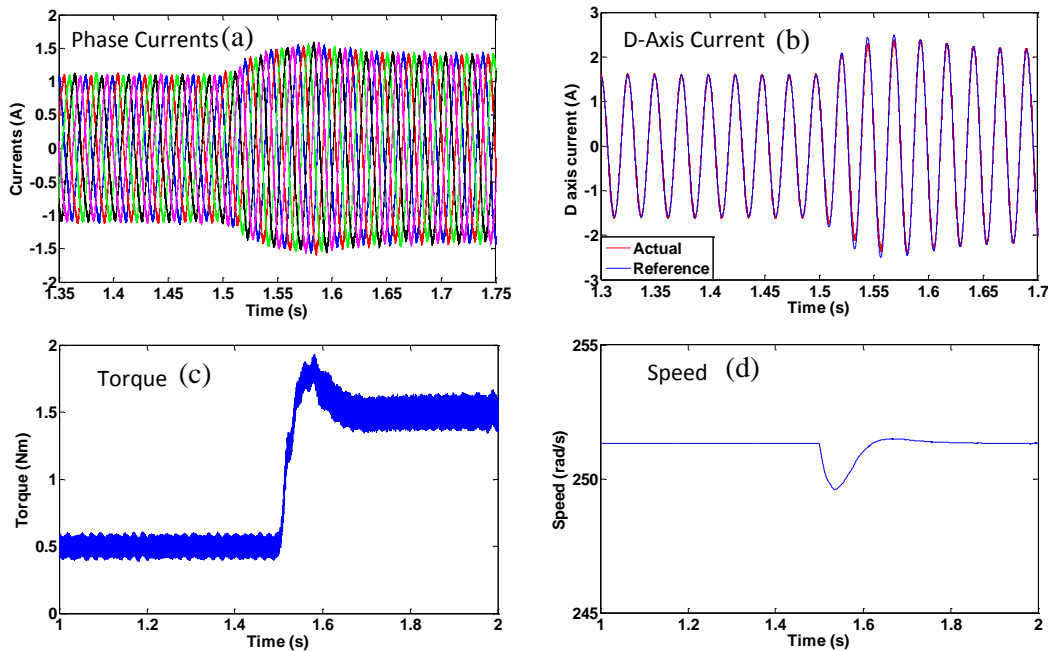 Phase Currents (a)
Currents (A)
2
1.5
1
0.5
0
-0.5
-1
-1.5
-2
1.35 1.4 1.45 1.5 1.55 1.6 1.65 1.7 1.75
Time (s)
D-Axis Current (b)
D axis current (A)
3
2
1
0
-1
-2
-3
Actual
Reference
1.3 1.35 1.4 1.45 1.5 1.55 1.6 1.65 1.7
Time (s)
Torque (c)
Torque (Nm)
2
1.5
1
0.5
0
1 1.2 1.4 1.6 1.8 2
Time (s)
Speed (d)
Speed (rad/s)
255
250
245
1 1.2 1.4 1.6 1.8 2
Time (s)